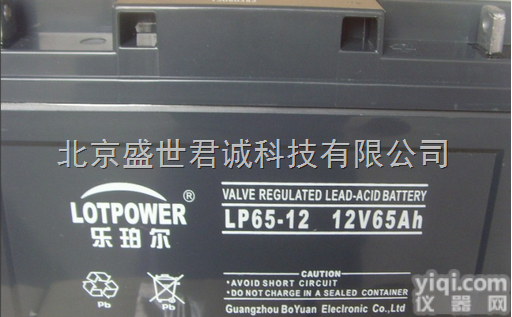 北京盛世君诚科技有限公司
LOTPOWER®
乐珀尔
VALVE REGULATED LEAD-ACID BATTERY
LP65-12 12V65Ah
CAUTION
•AVOID SHORT CIRCUIT
•DO NOT CHARGE IN A SEALED CONTAINER
Guangzhou BoYuan Electronic Co.,Ltd
Pb
Pb
yiqi.com
仪器网